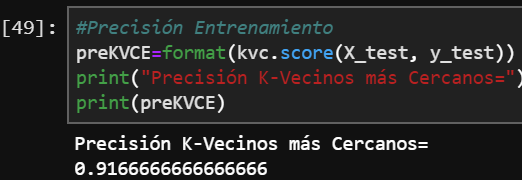 [49]: #Precisión Entrenamiento
preKVCE=format(kvc.score(X_test, y_test))
print("Precisión K-Vecinos más Cercanos=")
print(preKVCE)
Precisión K-Vecinos más Cercanos=
0.9166666666666666